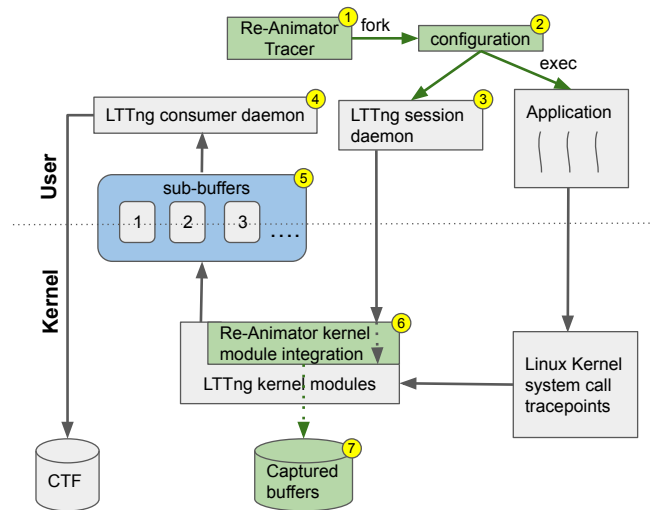 1
Re-Animator
Tracer
fork
2
configuration
exec
4
LTTng consumer daemon
3
LTTng session
daemon
Application
User
5
sub-buffers
1 2 3 ....
Kernel
6
Re-Animator kernel
module integration
LTTng kernel modules
Linux Kernel
system call
tracepoints
7
CTF
Captured
buffers